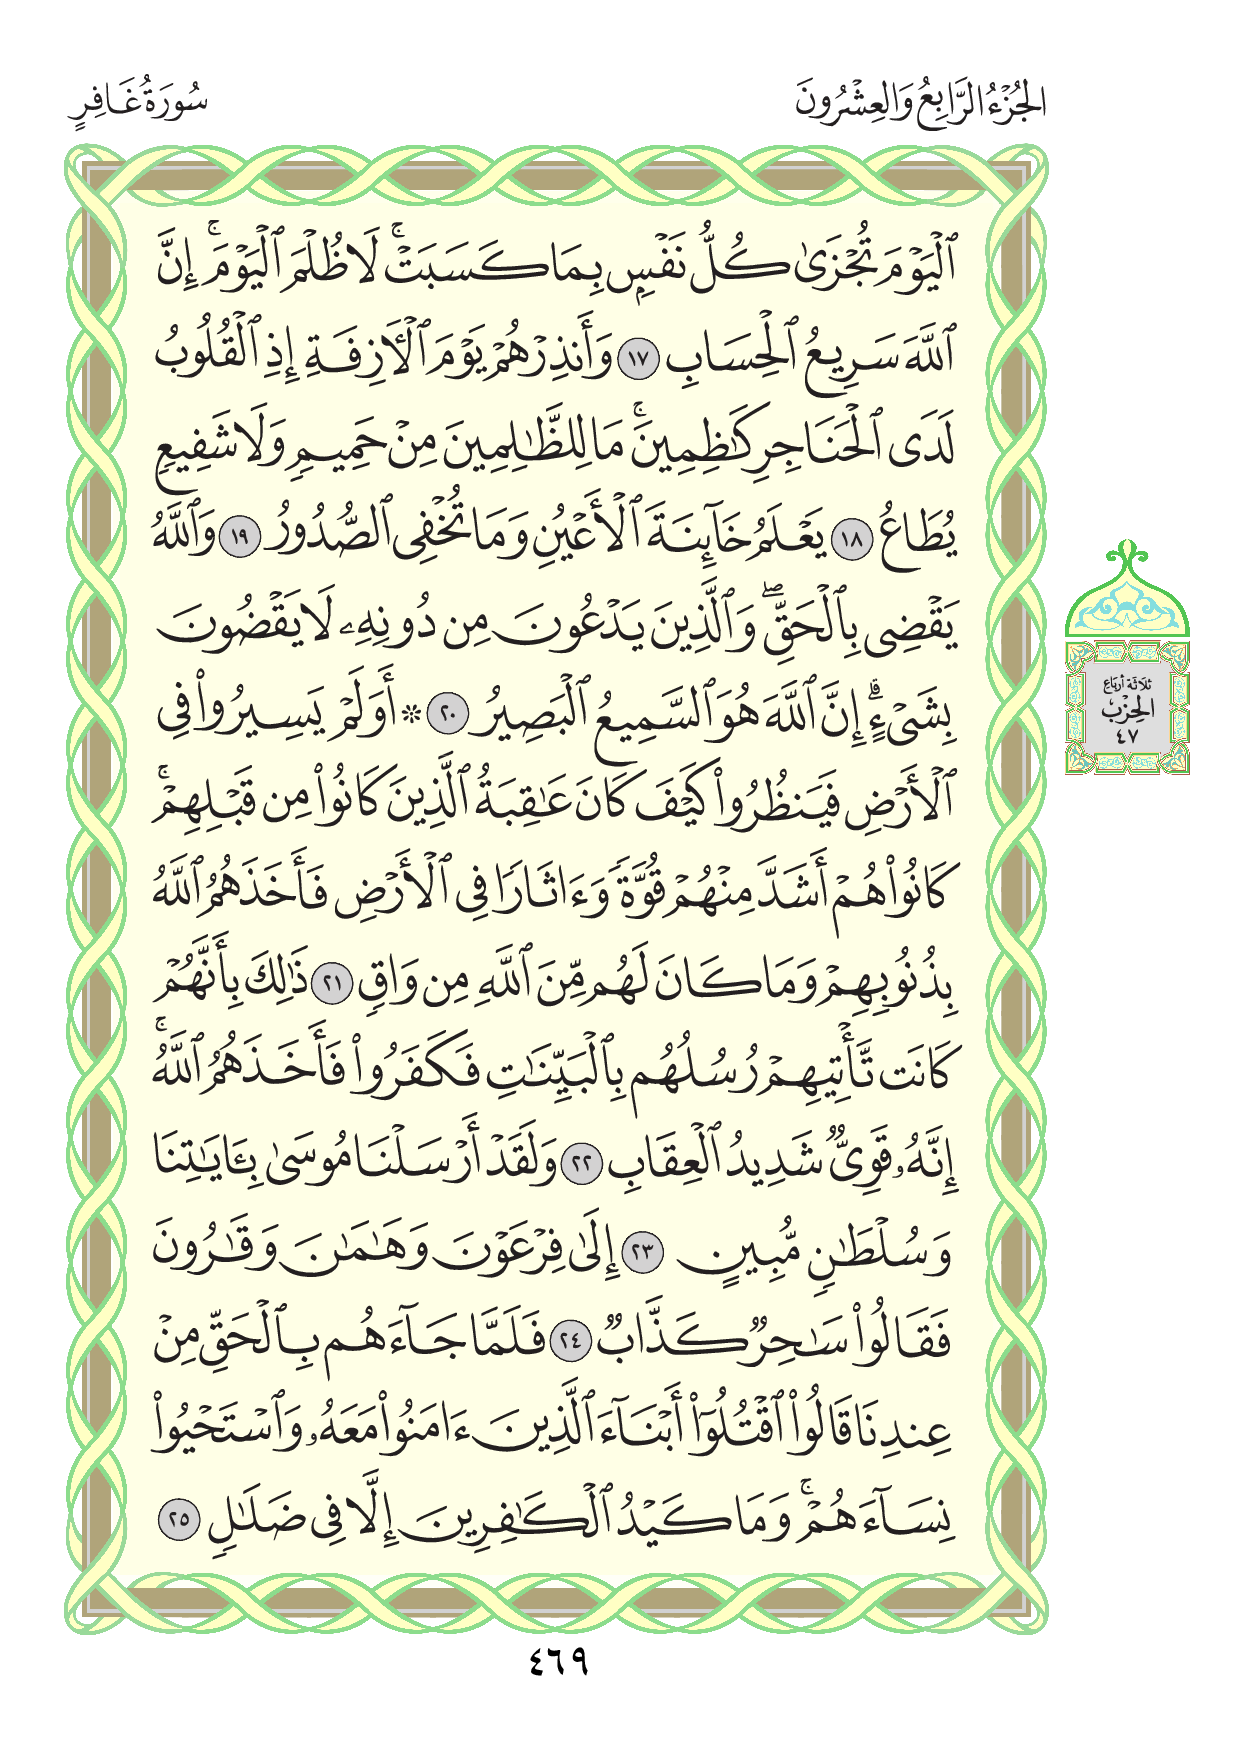 الجُزْءُ الرَّابِعُ وَالعِشْرُونَ
سُورَةُ غَافِرٍ
ٱلْيَوْمَ تُجْزَىٰ كُلُّ نَفْسٍۭ بِمَا كَسَبَتْۚ لَا ظُلْمَ ٱلْيَوْمَۚ إِنَّ
ٱللَّهَ سَرِيعُ ٱلْحِسَابِ ١٧ وَأَنذِرْهُمْ يَوْمَ ٱلْـَٔازِفَةِ إِذِ ٱلْقُلُوبُ
لَدَى ٱلْحَنَاجِرِ كَـٰظِمِينَۚ مَا لِلظَّـٰلِمِينَ مِنْ حَمِيمٍ وَلَا شَفِيعٍ
يُطَاعُ ١٨ يَعْلَمُ خَآئِنَةَ ٱلْأَعْيُنِ وَمَا تُخْفِى ٱلصُّدُورُ ١٩ وَٱللَّهُ
يَقْضِى بِٱلْحَقِّۖ وَٱلَّذِينَ يَدْعُونَ مِن دُونِهِۦ لَا يَقْضُونَ
بِشَىْءٍۗ إِنَّ ٱللَّهَ هُوَ ٱلسَّمِيعُ ٱلْبَصِيرُ ٢٠ ۞ أَوَلَمْ يَسِيرُوا۟ فِى
ٱلْأَرْضِ فَيَنظُرُوا۟ كَيْفَ كَانَ عَـٰقِبَةُ ٱلَّذِينَ كَانُوا۟ مِن قَبْلِهِمْۚ
كَانُوا۟ هُمْ أَشَدَّ مِنْهُمْ قُوَّةً وَءَاثَارًا فِى ٱلْأَرْضِ فَأَخَذَهُمُ ٱللَّهُ
بِذُنُوبِهِمْ وَمَا كَانَ لَهُم مِّنَ ٱللَّهِ مِن وَاقٍ ٢١ ذَٰلِكَ بِأَنَّهُمْ
كَانَت تَّأْتِيهِمْ رُسُلُهُم بِٱلْبَيِّنَـٰتِ فَكَفَرُوا۟ فَأَخَذَهُمُ ٱللَّهُۚ
إِنَّهُۥ قَوِىٌّ شَدِيدُ ٱلْعِقَابِ ٢٢ وَلَقَدْ أَرْسَلْنَا مُوسَىٰ بِـَٔايَـٰتِنَا
وَسُلْطَـٰنٍ مُّبِينٍ ٢٣ إِلَىٰ فِرْعَوْنَ وَهَـٰمَـٰنَ وَقَـٰرُونَ
فَقَالُوا۟ سَـٰحِرٌ كَذَّابٌ ٢٤ فَلَمَّا جَآءَهُم بِٱلْحَقِّ مِنْ
عِندِنَا قَالُوا۟ ٱقْتُلُوٓا۟ أَبْنَآءَ ٱلَّذِينَ ءَامَنُوا۟ مَعَهُۥ وَٱسْتَحْيُوا۟
نِسَآءَهُمْۚ وَمَا كَيْدُ ٱلْكَـٰفِرِينَ إِلَّا فِى ضَلَـٰلٍ ٢٥
ثلاثة أرباع
الحِزْب
٤٧
٤٦٩